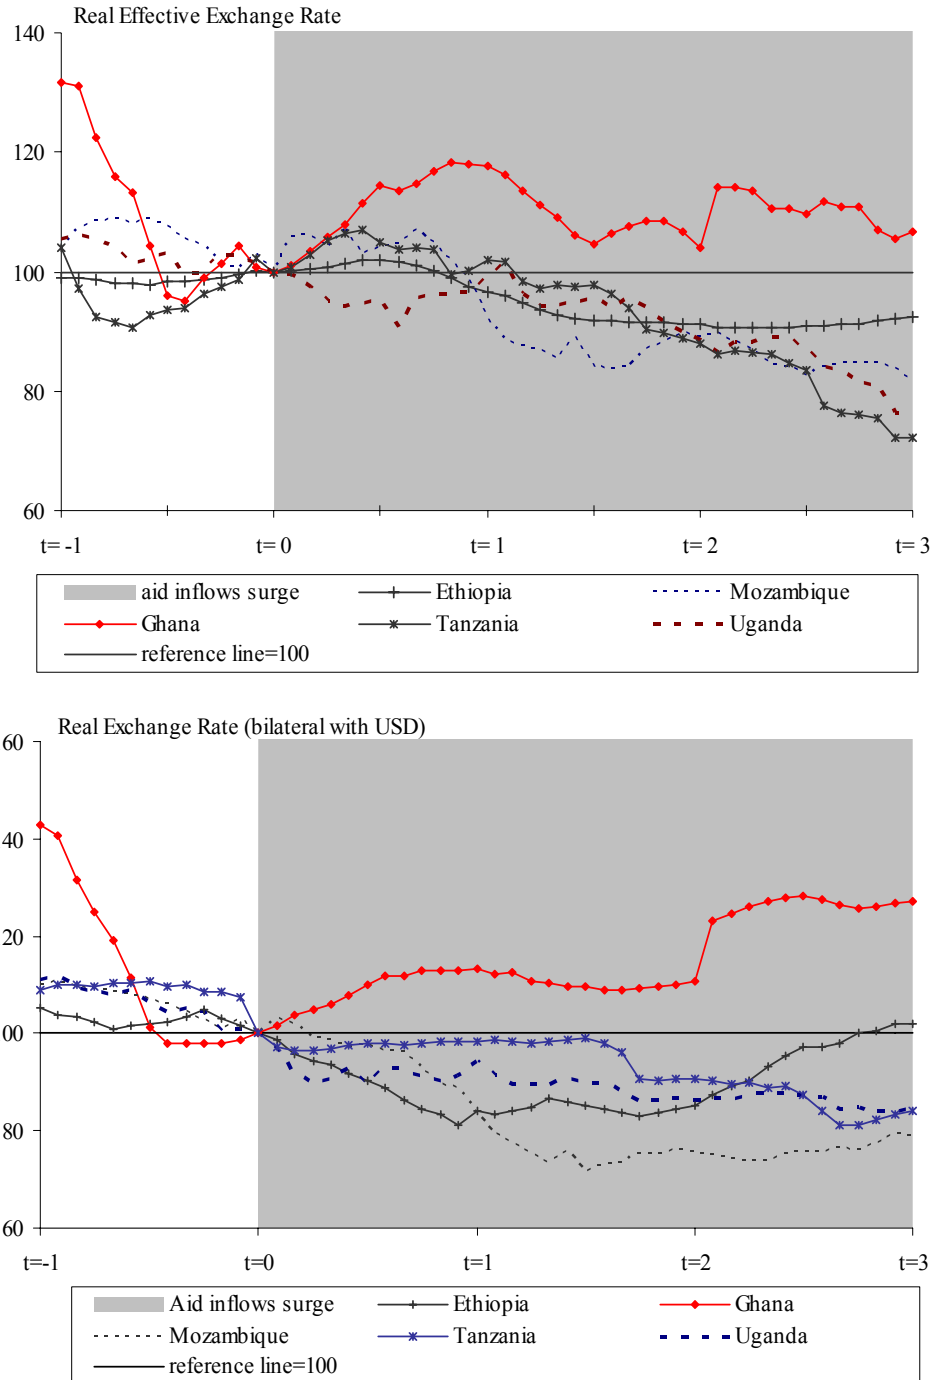 Real Effective Exchange Rate
140
120
100
80
60
t= -1 t= 0 t= 1 t= 2 t= 3
aid inflows surge Ethiopia Mozambique
Ghana Tanzania Uganda
reference line=100
Real Exchange Rate (bilateral with USD)
60
40
20
00
80
60
t=-1 t=0 t=1 t=2 t=3
Aid inflows surge Ethiopia Ghana
Mozambique Tanzania Uganda
reference line=100